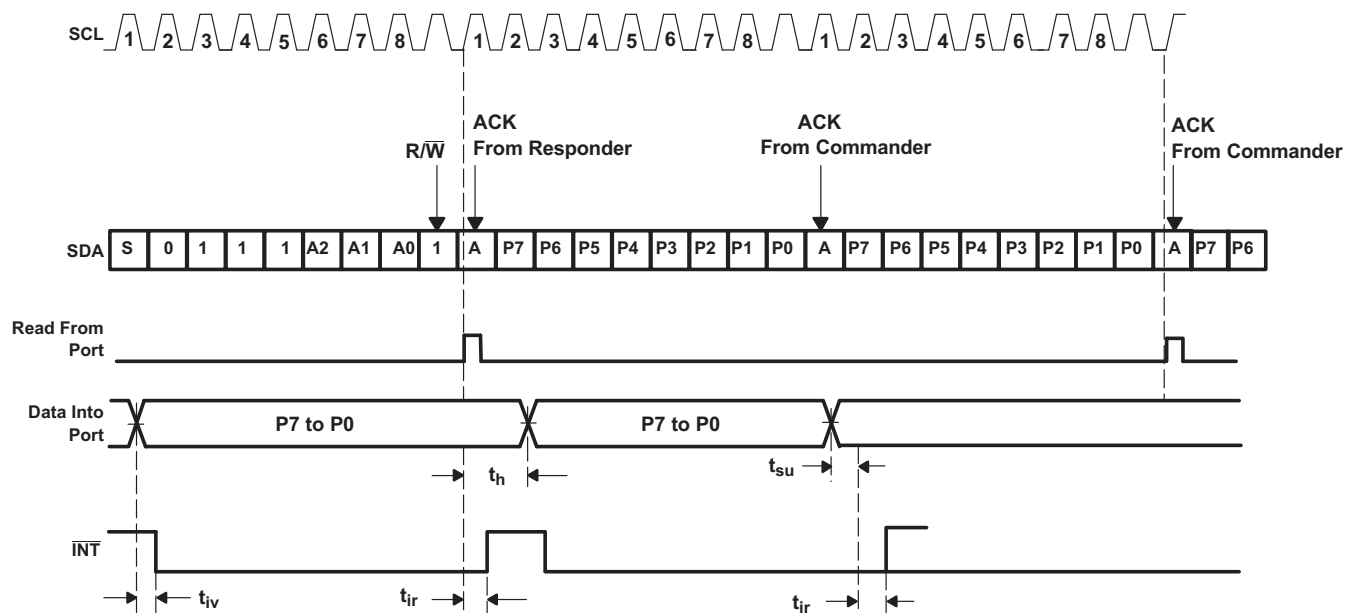 SCL 1 2 3 4 5 6 7 8 1 2 3 4 5 6 7 8 1 2 3 4 5 6 7 8
ACK
From Responder
ACK
From Commander
ACK
From Commander
R/W̅
SDA S 0 1 1 1 A2 A1 A0 1 A P7 P6 P5 P4 P3 P2 P1 P0 A P7 P6 P5 P4 P3 P2 P1 P0 A P7 P6
Read From
Port
Data Into
Port
P7 to P0
P7 to P0
th
tsu
I̅N̅T̅
tiv
tir
tir